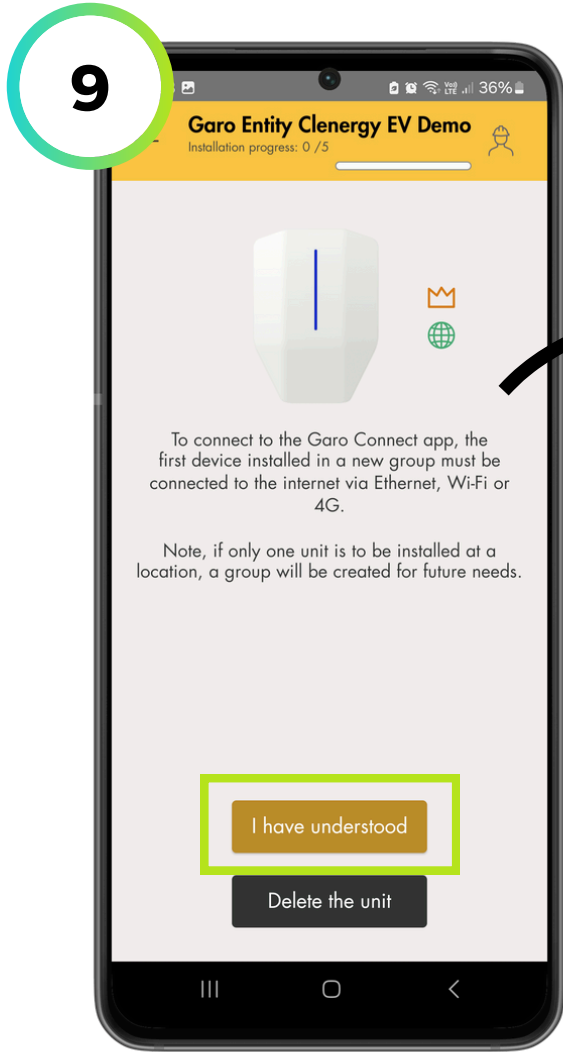 9
36%
Garo Entity Clenergy EV Demo
Installation progress: 0 /5
To connect to the Garo Connect app, the
first device installed in a new group must be
connected to the internet via Ethernet, Wi-Fi or
4G.
Note, if only one unit is to be installed at a
location, a group will be created for future needs.
I have understood
Delete the unit